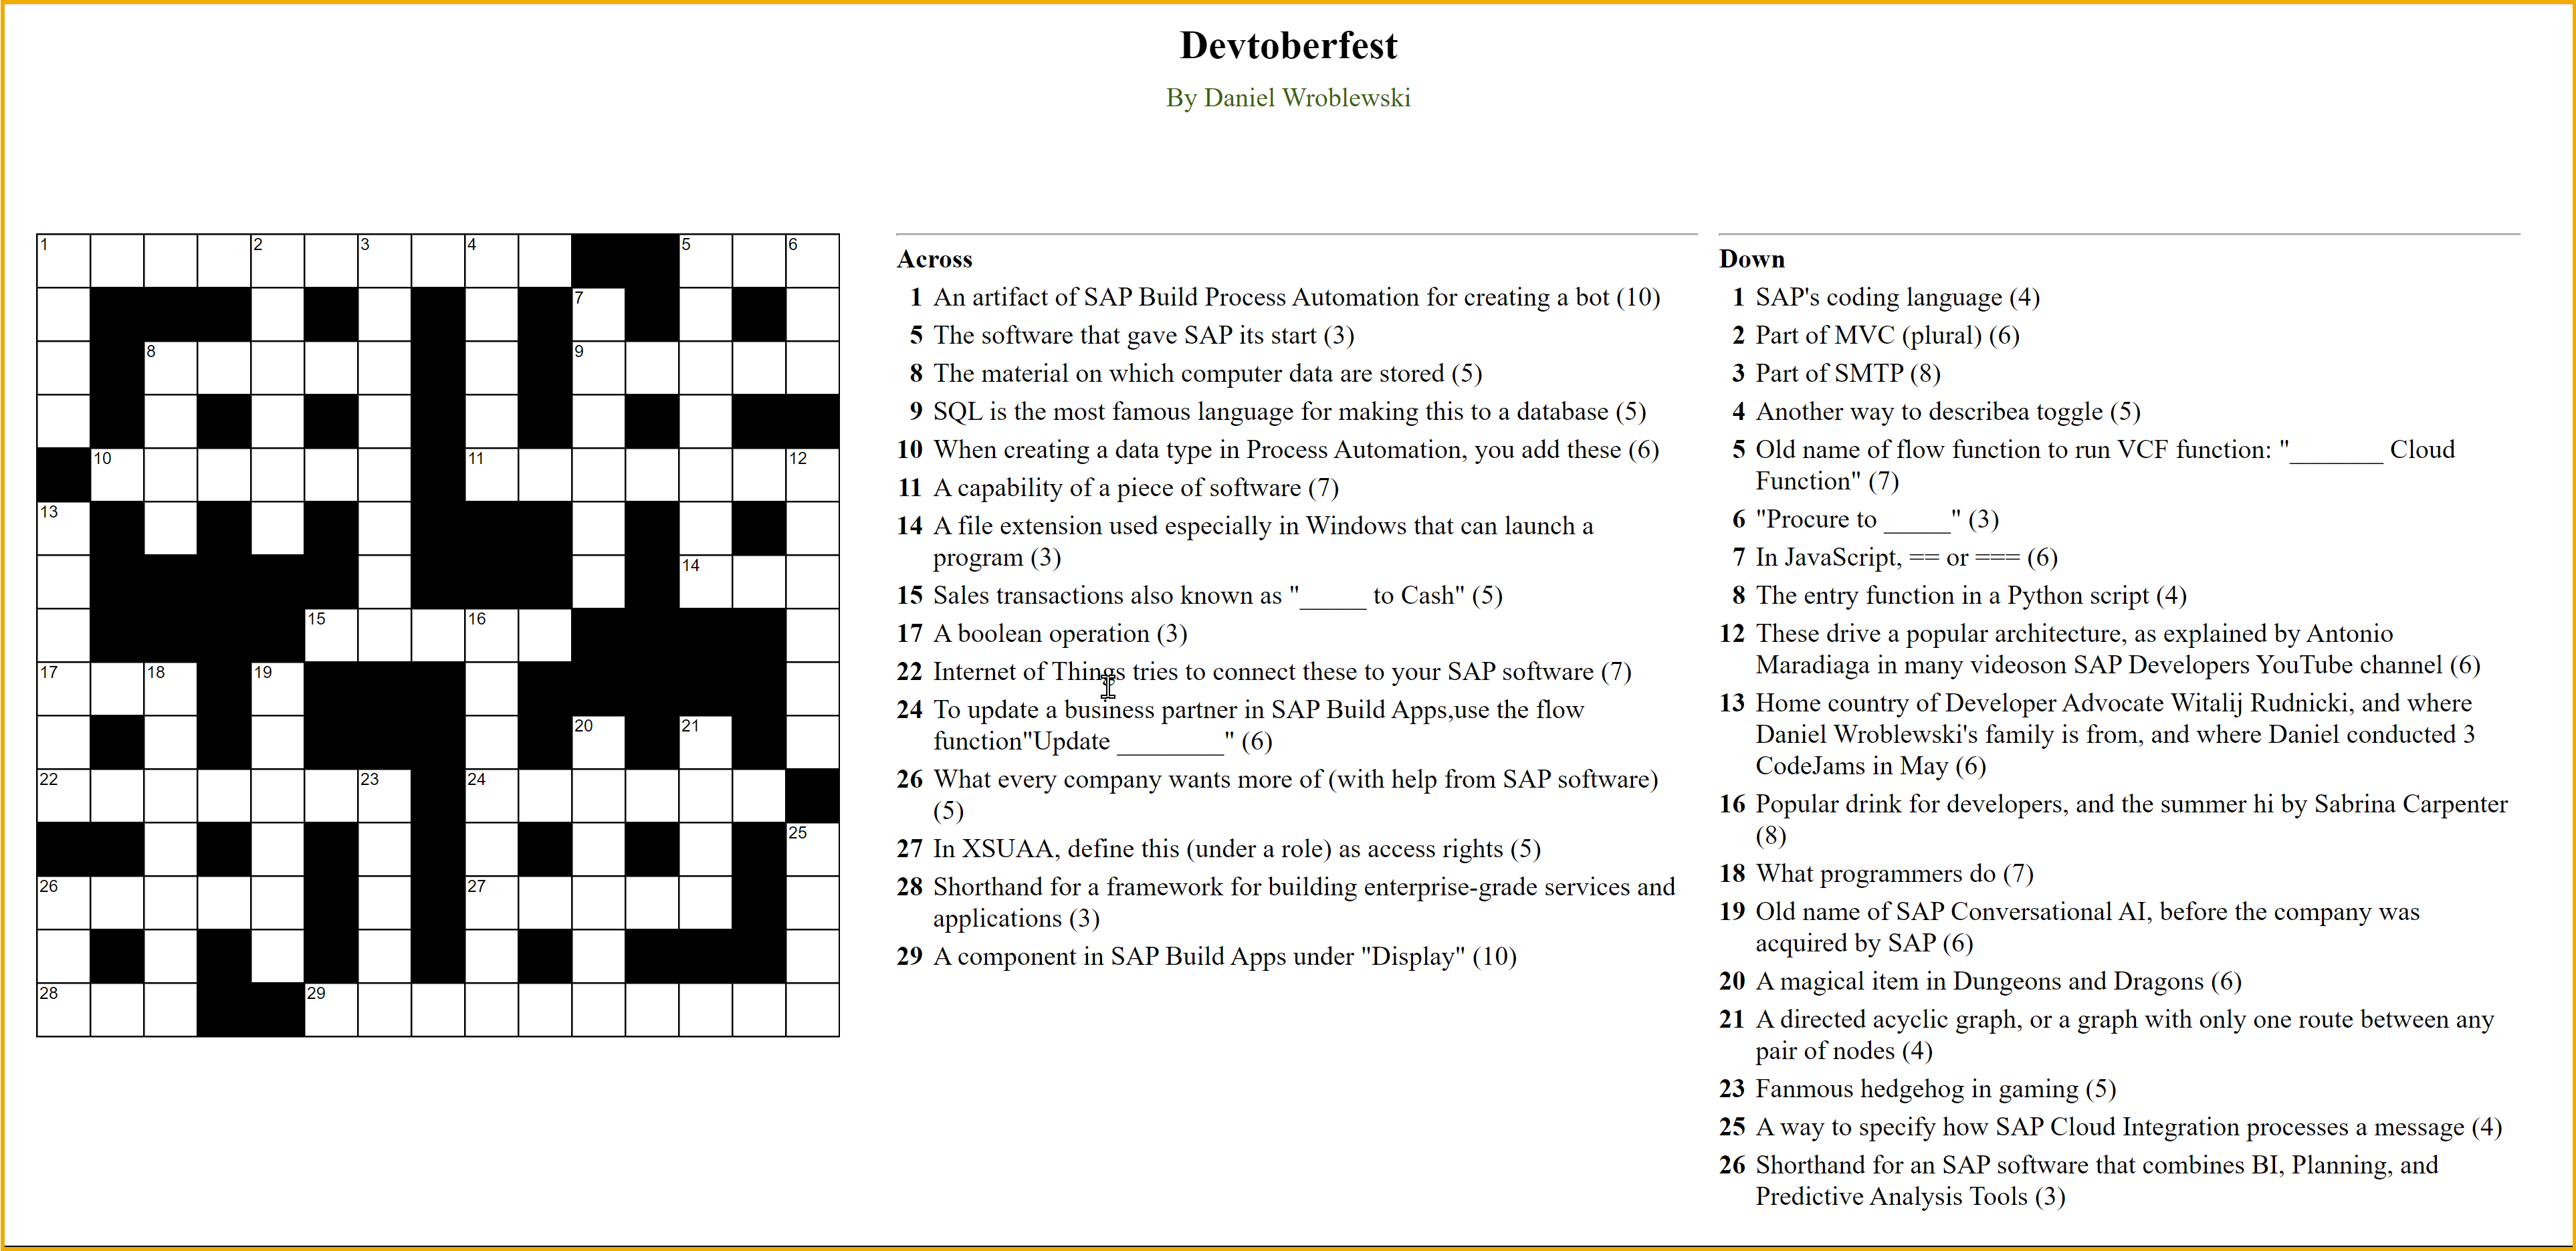 Devtoberfest
By Daniel Wroblewski
1 2 3 4 5 6
7
8 9
10 11 12
13
14
15 16
17 18 19
20 21
22 23 24
25
26 27
28 29
Across
1 An artifact of SAP Build Process Automation for creating a bot (10)
5 The software that gave SAP its start (3)
8 The material on which computer data are stored (5)
9 SQL is the most famous language for making this to a database (5)
10 When creating a data type in Process Automation, you add these (6)
11 A capability of a piece of software (7)
14 A file extension used especially in Windows that can launch a
program (3)
15 Sales transactions also known as "_____ to Cash" (5)
17 A boolean operation (3)
22 Internet of Things tries to connect these to your SAP software (7)
24 To update a business partner in SAP Build Apps,use the flow
function"Update ________" (6)
26 What every company wants more of (with help from SAP software)
(5)
27 In XSUAA, define this (under a role) as access rights (5)
28 Shorthand for a framework for building enterprise-grade services and
applications (3)
29 A component in SAP Build Apps under "Display" (10)
Down
1 SAP's coding language (4)
2 Part of MVC (plural) (6)
3 Part of SMTP (8)
4 Another way to describea toggle (5)
5 Old name of flow function to run VCF function: "_______ Cloud
Function" (7)
6 "Procure to _____" (3)
7 In JavaScript, == or === (6)
8 The entry function in a Python script (4)
12 These drive a popular architecture, as explained by Antonio
Maradiaga in many videoson SAP Developers YouTube channel (6)
13 Home country of Developer Advocate Witalij Rudnicki, and where
Daniel Wroblewski's family is from, and where Daniel conducted 3
CodeJams in May (6)
16 Popular drink for developers, and the summer hi by Sabrina Carpenter
(8)
18 What programmers do (7)
19 Old name of SAP Conversational AI, before the company was
acquired by SAP (6)
20 A magical item in Dungeons and Dragons (6)
21 A directed acyclic graph, or a graph with only one route between any
pair of nodes (4)
23 Fanmous hedgehog in gaming (5)
25 A way to specify how SAP Cloud Integration processes a message (4)
26 Shorthand for an SAP software that combines BI, Planning, and
Predictive Analysis Tools (3)